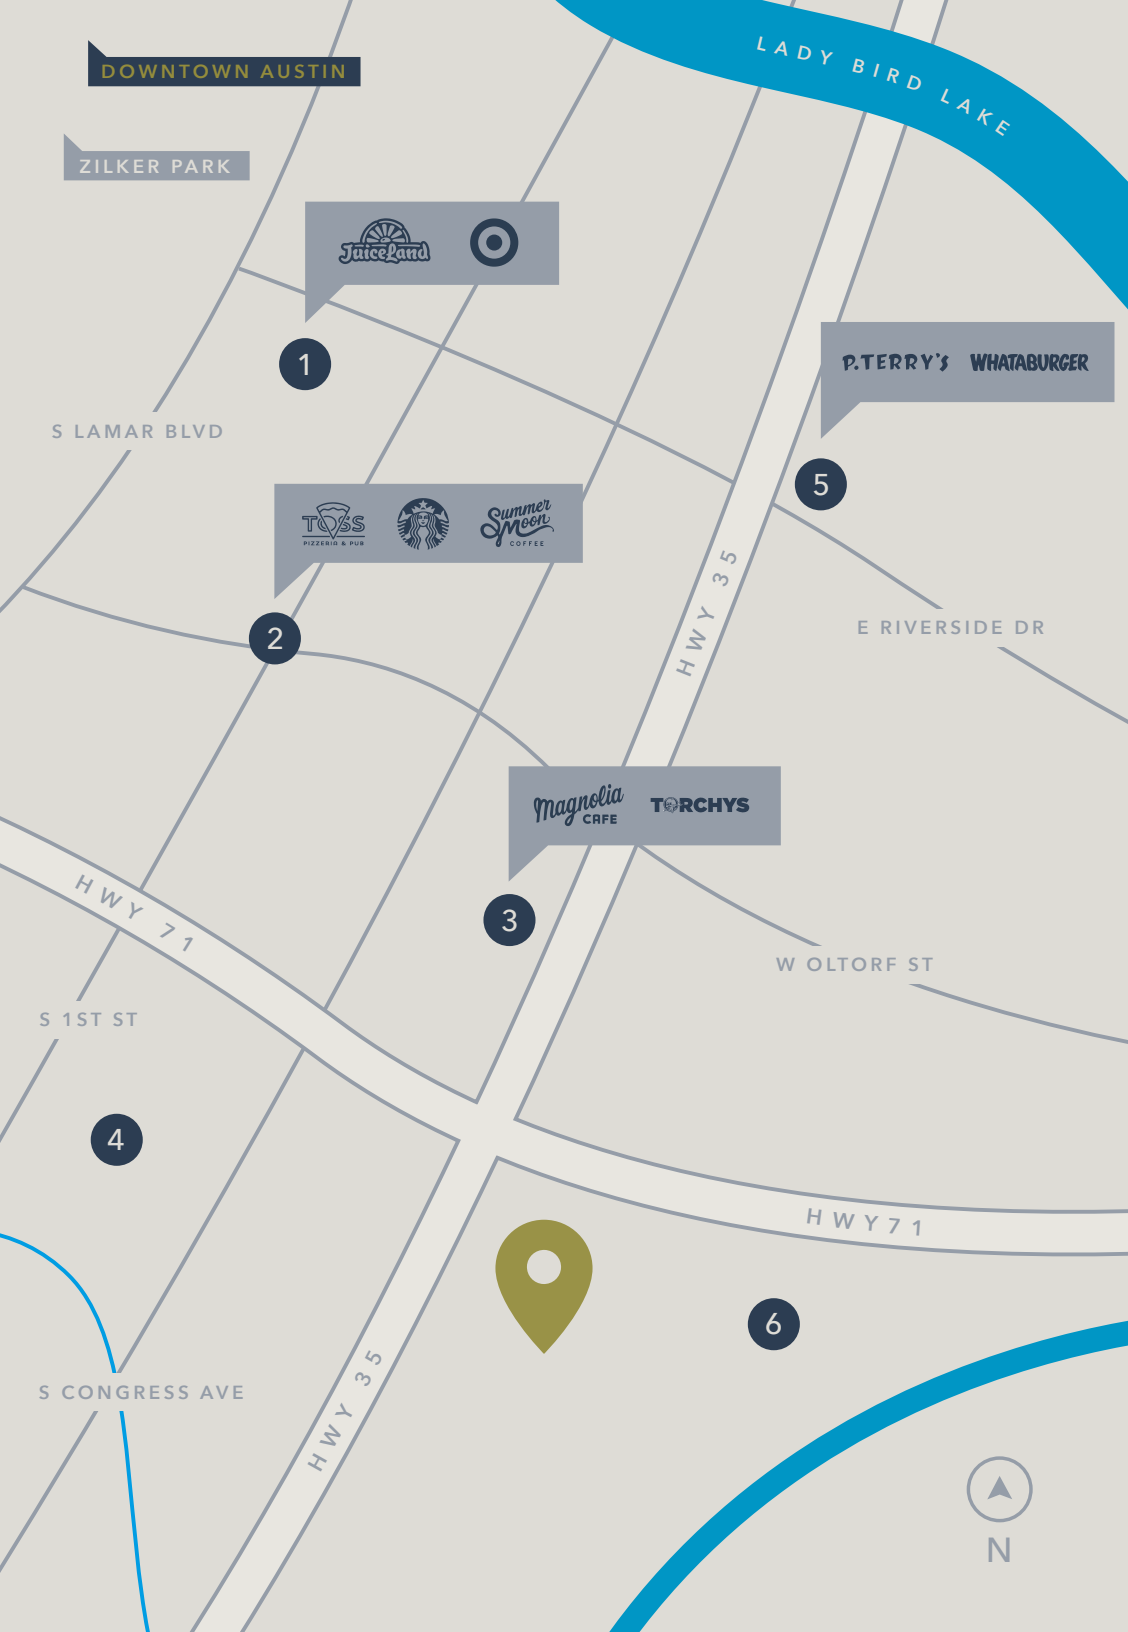 LADY BIRD LAKE
DOWNTOWN AUSTIN
ZILKER PARK
JuiceLand
1
P. TERRY'S WHATABURGER
S LAMAR BLVD
5
TOSS
PIZZERIA & PUB
Summer
Moon
COFFEE
HWY 35
E RIVERSIDE DR
2
Magnolia
CAFE
TORCHYS
HWY 71
3
W OLTORF ST
S 1ST ST
4
HWY71
6
HWY 35
S CONGRESS AVE
N